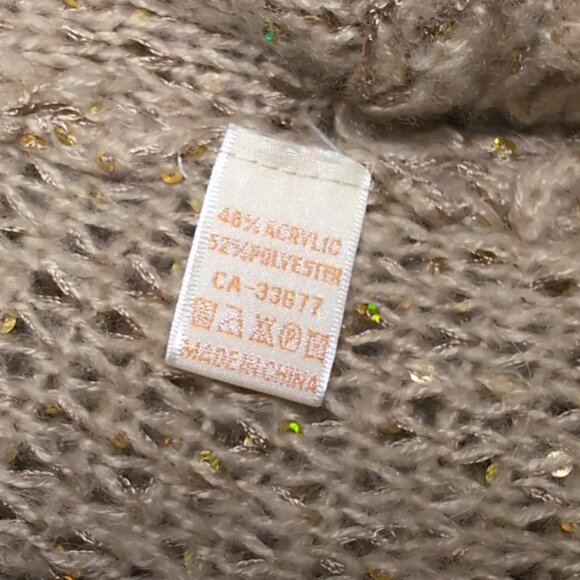 48% ACRYLIC
52%POLYESTER
CA-33677
MADE IN CHINA